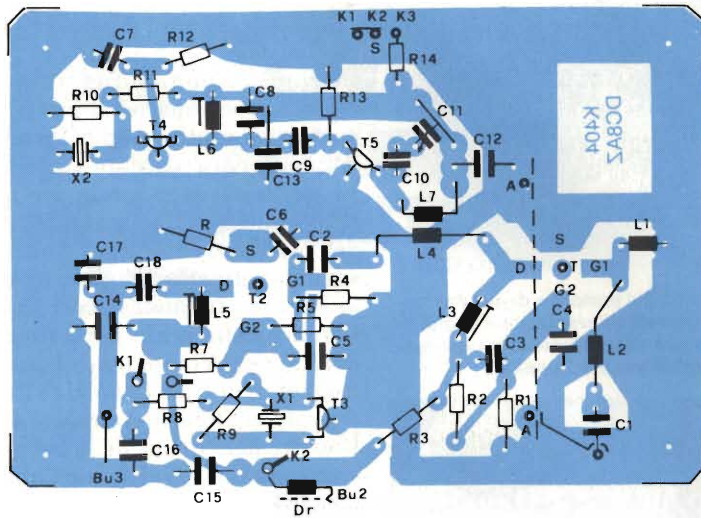 K1 K2 K3
S
C7
R12
R14
DC8AZ
K404
R11
C8
R13
C11
R10
T4
L6
C9
T5
C12
X2
C13
C10
A
L7
L1
C6
R
S
C2
L4
S
C17
C18
D
T2
G1
R4
D
T
G1
G2
C14
L5
G2
R5
L3
C4
K1
R7
C5
C3
L2
R8
R9
X1
T3
R2
R1
C1
R3
A
C16
K2
Bu3
C15
Bu2
Dr